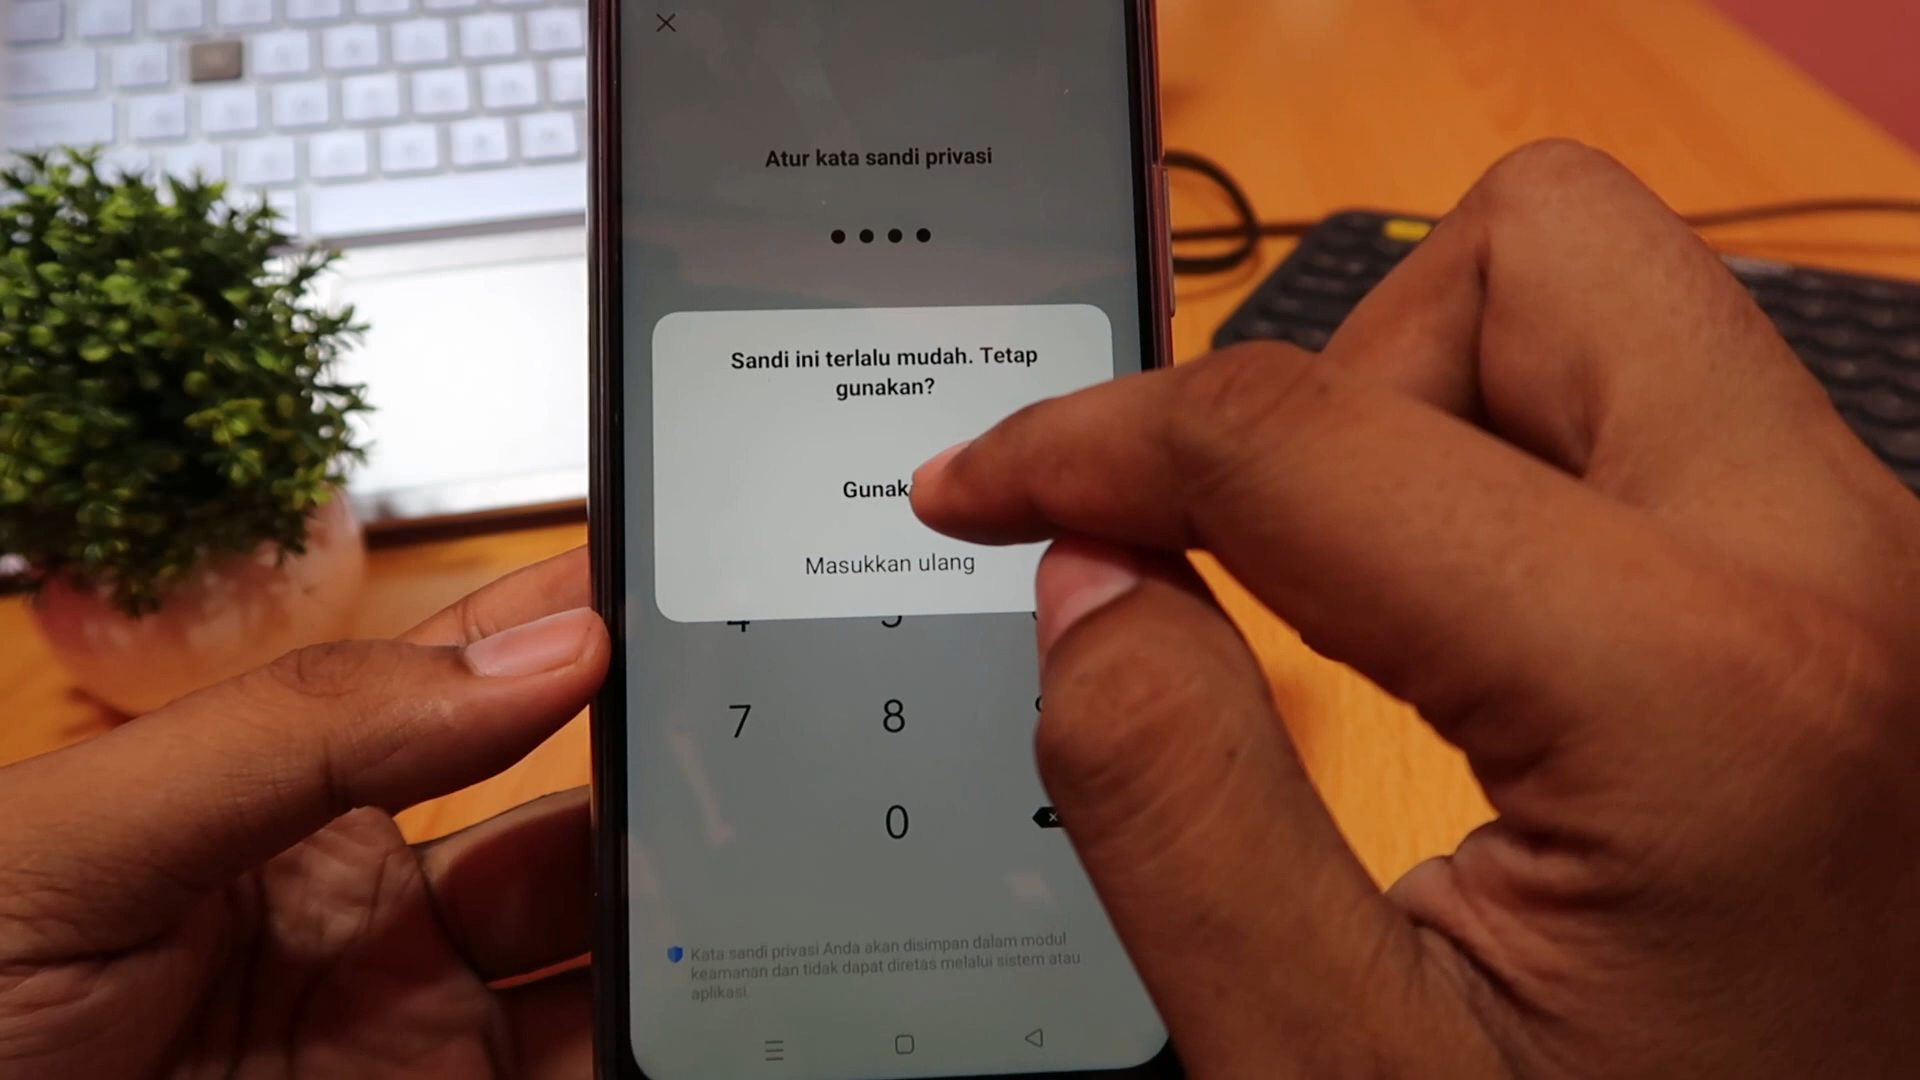 Atur kata sandi privasi
Sandi ini terlalu mudah. Tetap
gunakan?
Gunak
Masukkan ulang
7 8
0
Kata sandi privasi Anda akan disimpan dalam modul
keamanan dan tidak dapat diretas melalui sistem atau
aplikasi.